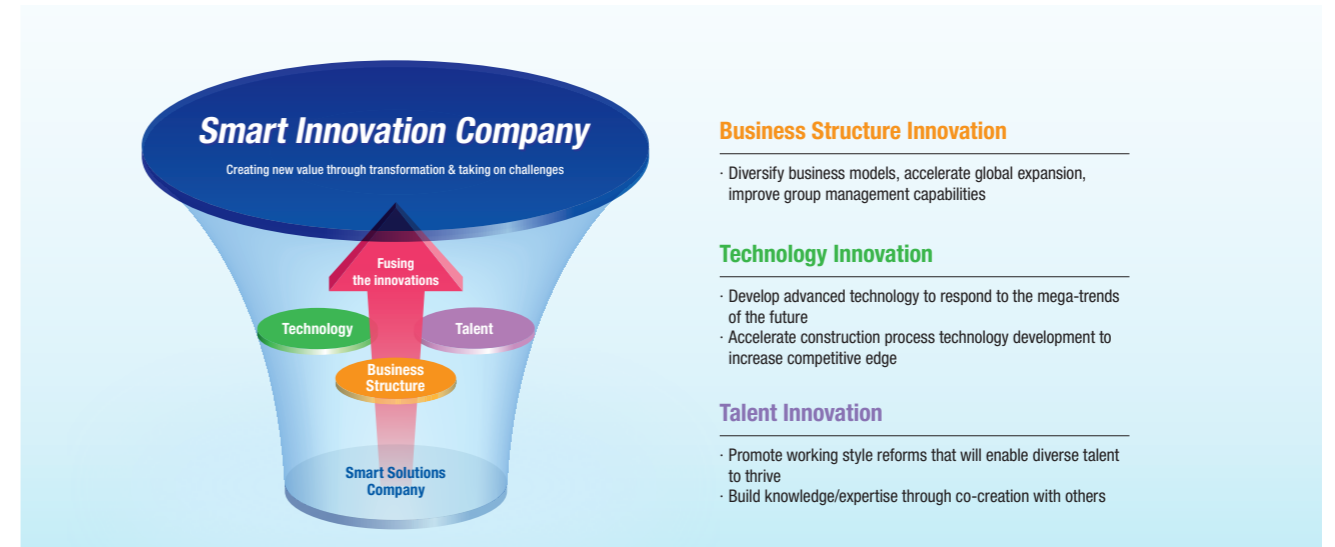 Smart Innovation Company
Creating new value through transformation & taking on challenges
Fusing
the innovations
Technology
Talent
Business
Structure
Smart Solutions
Company
Business Structure Innovation
· Diversify business models, accelerate global expansion,
improve group management capabilities
Technology Innovation
· Develop advanced technology to respond to the mega-trends
of the future
· Accelerate construction process technology development to
increase competitive edge
Talent Innovation
· Promote working style reforms that will enable diverse talent
to thrive
· Build knowledge/expertise through co-creation with others